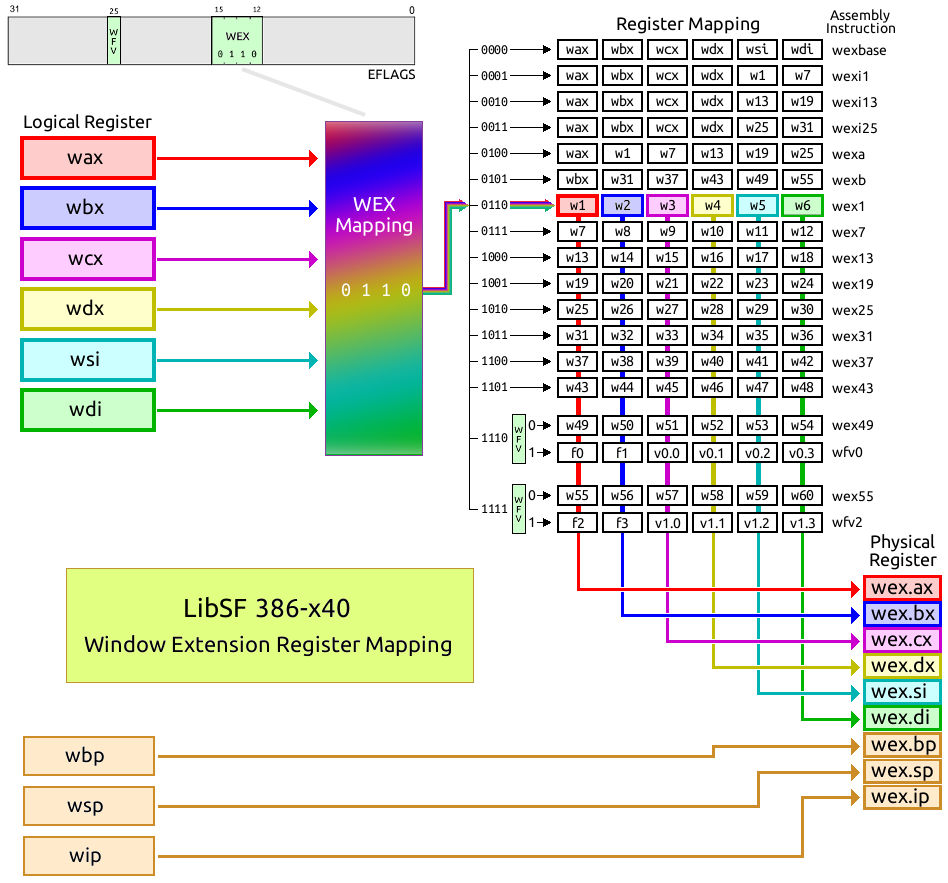 31 25 15 12 0
WFV
WEX
0 1 1 0
EFLAGS
Register Mapping
Assembly
Instruction
0000 wax wbx wcx wdx wsi wdi wexbase
0001 wax wbx wcx wdx w1 w7 wexi1
0010 wax wbx wcx wdx w13 w19 wexi13
0011 wax wbx wcx wdx w25 w31 wexi25
0100 wax w1 w7 w13 w19 w25 wexa
0101 wbx w31 w37 w43 w49 w55 wexb
0110 w1 w2 w3 w4 w5 w6 wex1
0111 w7 w8 w9 w10 w11 w12 wex7
1000 w13 w14 w15 w16 w17 w18 wex13
1001 w19 w20 w21 w22 w23 w24 wex19
1010 w25 w26 w27 w28 w29 w30 wex25
1011 w31 w32 w33 w34 w35 w36 wex31
1100 w37 w38 w39 w40 w41 w42 wex37
1101 w43 w44 w45 w46 w47 w48 wex43
1110 WFV
0 w49 w50 w51 w52 w53 w54 wex49
1 f0 f1 v0.0 v0.1 v0.2 v0.3 wfv0
1111 WFV
0 w55 w56 w57 w58 w59 w60 wex55
1 f2 f3 v1.0 v1.1 v1.2 v1.3 wfv2
Logical Register
wax
wbx
wcx
wdx
wsi
wdi
WEX
Mapping
0 1 1 0
Physical
Register
wex.ax
wex.bx
wex.cx
wex.dx
wex.si
wex.di
wex.bp
wex.sp
wex.ip
LibSF 386-x40
Window Extension Register Mapping
wbp
wsp
wip